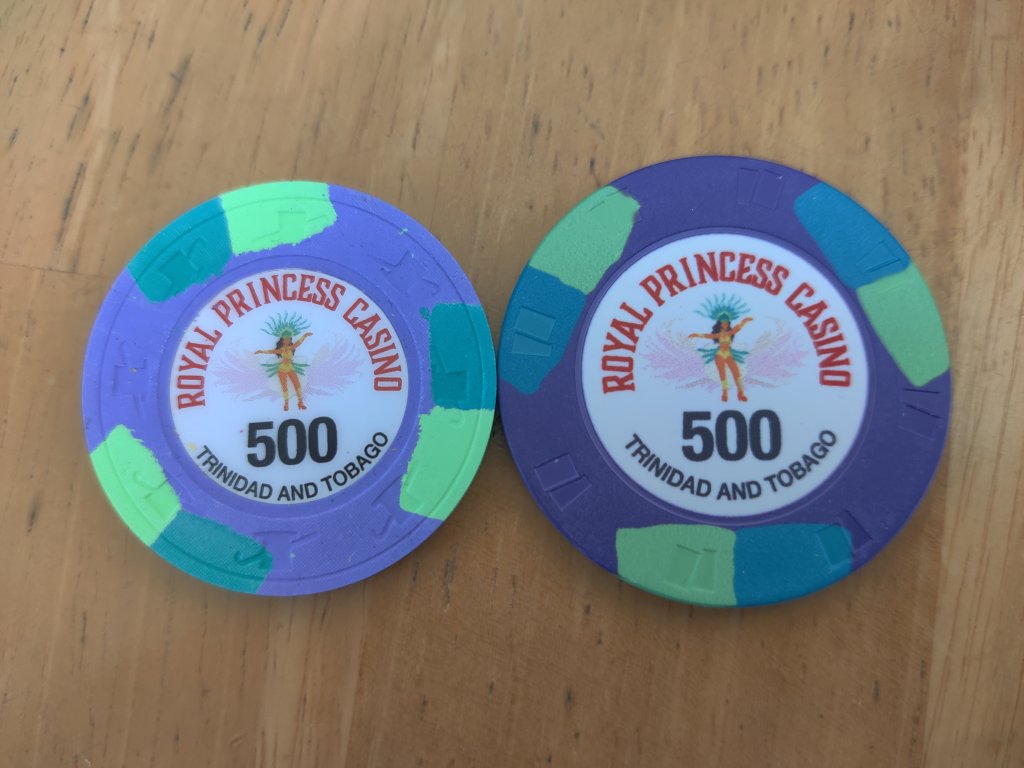 ROYAL PRINCESS CASINO
500
TRINIDAD AND TOBAGO
ROYAL PRINCESS CASINO
500
TRINIDAD AND TOBAGO